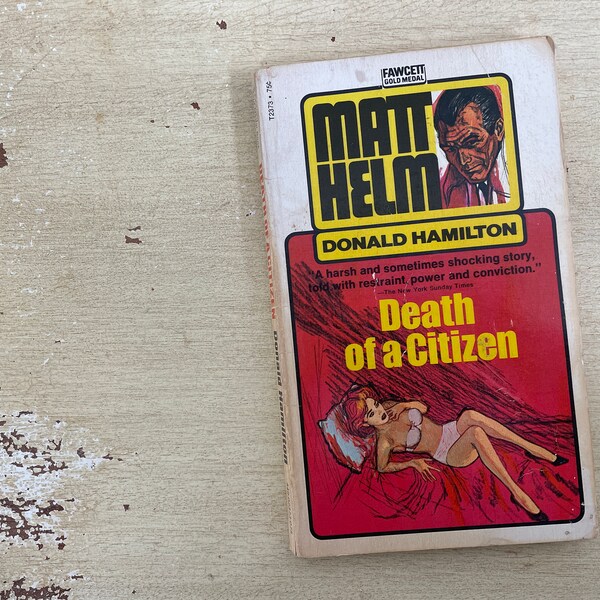 FAWCETT
GOLD MEDAL
T2373 • 75c
MATT
HELM
DONALD HAMILTON
"A harsh and sometimes shocking story,
told with restraint, power and conviction."
—The New York Sunday Times
Death
of a Citizen
DEATH OF A CITIZEN Donald Hamilton